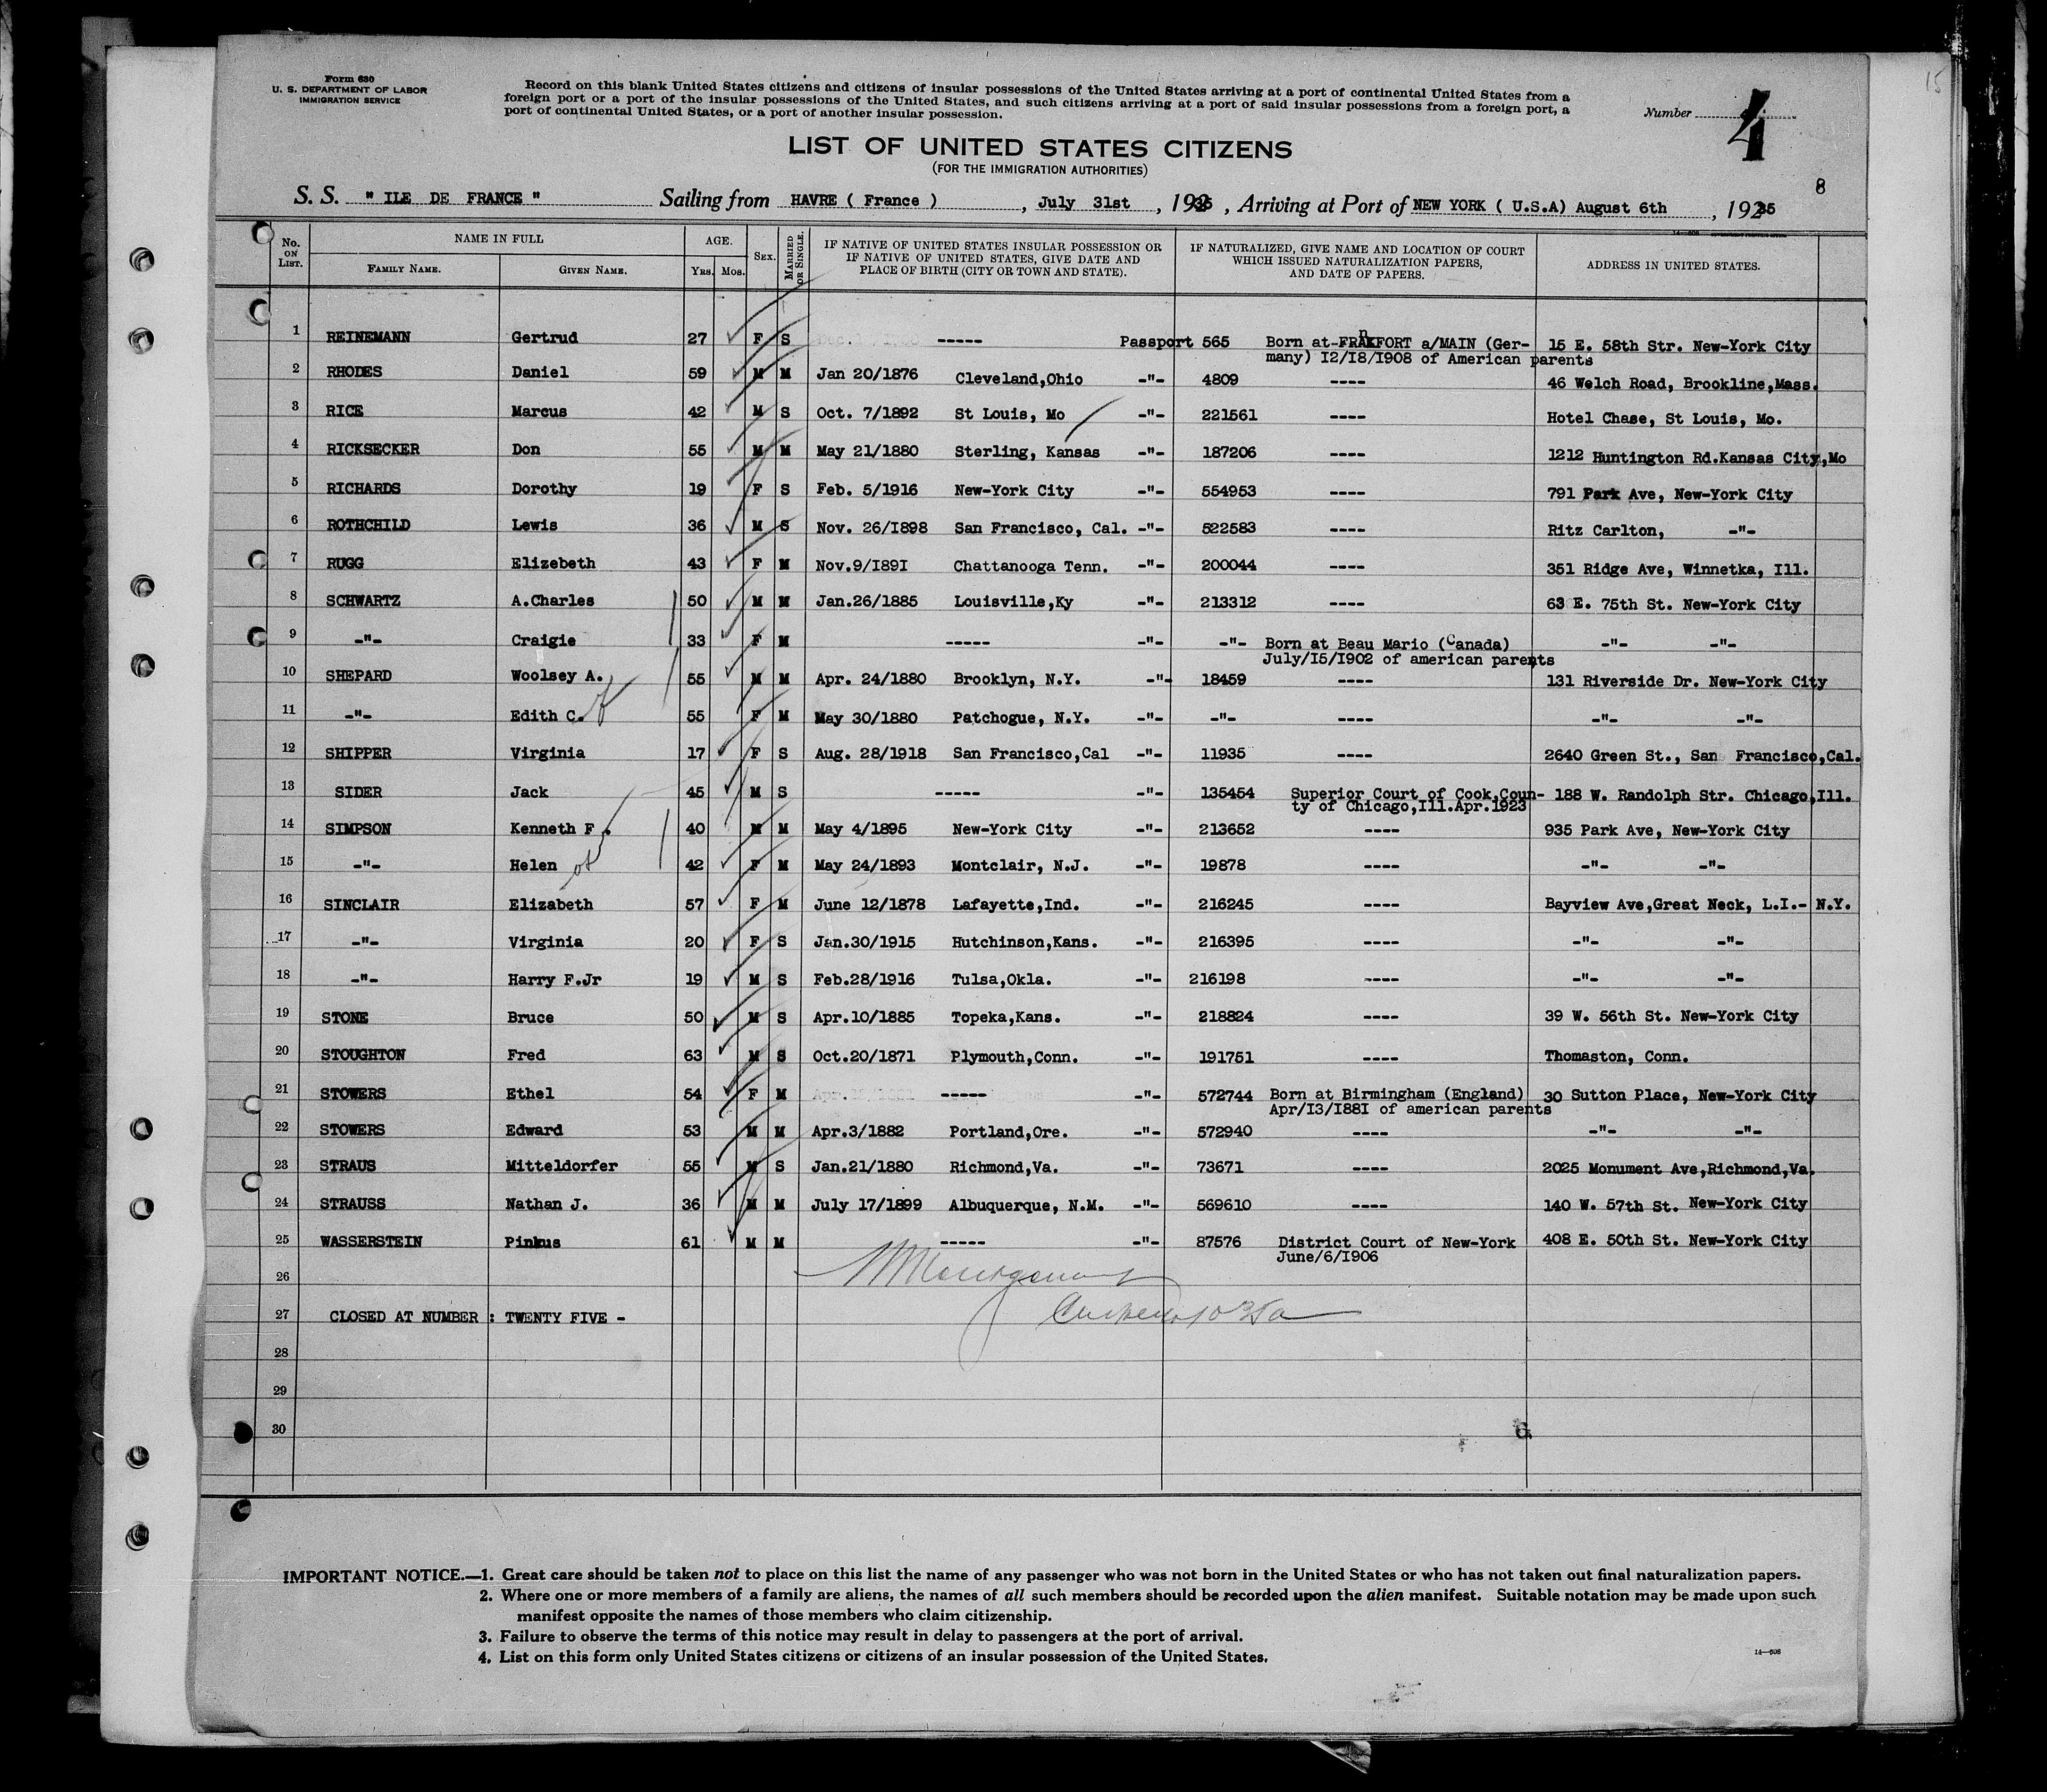 15
Form 630
U. S. DEPARTMENT OF LABOR
IMMIGRATION SERVICE
Record on this blank United States citizens and citizens of insular possessions of the United States arriving at a port of continental United States from a
foreign port or a port of the insular possessions of the United States, and such citizens arriving at a port of said insular possessions from a foreign port, a
port of continental United States, or a port of another insular possession.
Number 4
LIST OF UNITED STATES CITIZENS
(FOR THE IMMIGRATION AUTHORITIES)
8
S. S. " ILE DE FRANCE " Sailing from HAVRE ( France ) , July 31st , 1935 , Arriving at Port of NEW YORK ( U.S.A) August 6th , 1935
No. ON LIST. NAME IN FULL AGE. SEX. MARRIED OR SINGLE. IF NATIVE OF UNITED STATES INSULAR POSSESSION OR IF NATIVE OF UNITED STATES, GIVE DATE AND PLACE OF BIRTH (CITY OR TOWN AND STATE). IF NATURALIZED, GIVE NAME AND LOCATION OF COURT WHICH ISSUED NATURALIZATION PAPERS, AND DATE OF PAPERS. ADDRESS IN UNITED STATES.
FAMILY NAME. GIVEN NAME. Yrs. Mos.
1 REINEMANN Gertrud 27 F S ----- Passport 565 Born at FRANKFORT a/MAIN (Ger- 15 E. 58th Str. New-York City
many) 12/18/1908 of American parents
2 RHODES Daniel 59 M M Jan 20/1876 Cleveland,Ohio -"- 4809 ---- 46 Welch Road, Brookline,Mass.
3 RICE Marcus 42 M S Oct. 7/1892 St Louis, Mo -"- 221561 ---- Hotel Chase, St Louis, Mo.
4 RICKSECKER Don 55 M M May 21/1880 Sterling, Kansas -"- 187206 ---- 1212 Huntington Rd.Kansas City,Mo
5 RICHARDS Dorothy 19 F S Feb. 5/1916 New-York City -"- 554953 ---- 791 Park Ave, New-York City
6 ROTHCHILD Lewis 36 M S Nov. 26/1898 San Francisco, Cal. -"- 522583 ---- Ritz Carlton, -"-
7 RUGG Elizebeth 43 F M Nov.9/1891 Chattanooga Tenn. -"- 200044 ---- 351 Ridge Ave, Winnetka, Ill.
8 SCHWARTZ A.Charles 50 M M Jan.26/1885 Louisville,Ky -"- 213312 ---- 63 E. 75th St. New-York City
9 -"- Craigie 33 F M ----- -"- -"- Born at Beau Mario (Canada) -"- -"-
July/15/1902 of american parents
10 SHEPARD Woolsey A. 55 M M Apr. 24/1880 Brooklyn, N.Y. -"- 18459 ---- 131 Riverside Dr. New-York City
11 -"- Edith C. 55 F M May 30/1880 Patchogue, N.Y. -"- -"- ---- -"- -"-
12 SHIPPER Virginia 17 F S Aug. 28/1918 San Francisco,Cal -"- 11935 ---- 2640 Green St., San Francisco,Cal.
13 SIDER Jack 45 M S ----- -"- 135454 Superior Court of Cook,Coun- 188 W. Randolph Str. Chicago,Ill.
ty of Chicago,Ill.Apr.1923
14 SIMPSON Kenneth F . 40 M M May 4/1895 New-York City -"- 213652 ---- 935 Park Ave, New-York City
15 -"- Helen 42 F M May 24/1893 Montclair, N.J. -"- 19878 ---- -"- -"-
16 SINCLAIR Elizabeth 57 F M June 12/1878 Lafayette,Ind. -"- 216245 ---- Bayview Ave,Great Neck, L.I.- N.Y.
17 -"- Virginia 20 F S Jan.30/1915 Hutchinson,Kans. -"- 216395 ---- -"- -"-
18 -"- Harry F.Jr 19 M S Feb.28/1916 Tulsa,Okla. -"- 216198 ---- -"- -"-
19 STONE Bruce 50 M S Apr.10/1885 Topeka,Kans. -"- 218824 ---- 39 W. 56th St. New-York City
20 STOUGHTON Fred 63 M S Oct.20/1871 Plymouth,Conn. -"- 191751 ---- Thomaston, Conn.
21 STOWERS Ethel 54 F M ----- -"- 572744 Born at Birmingham (England) 30 Sutton Place, New-York City
Apr/13/1881 of american parents
22 STOWERS Edward 53 M M Apr.3/1882 Portland,Ore. -"- 572940 ---- -"- -"-
23 STRAUS Mitteldorfer 55 M S Jan.21/1880 Richmond,Va. -"- 73671 ---- 2025 Monument Ave,Richmond,Va.
24 STRAUSS Nathan J. 36 M M July 17/1899 Albuquerque, N.M. -"- 569610 ---- 140 W. 57th St. New-York City
25 WASSERSTEIN Pinkus 61 M M ----- -"- 87576 District Court of New-York 408 E. 50th St. New-York City
June/6/1906
26
27 CLOSED AT NUMBER : TWENTY FIVE -
28
29
30
IMPORTANT NOTICE.—1. Great care should be taken not to place on this list the name of any passenger who was not born in the United States or who has not taken out final naturalization papers.
2. Where one or more members of a family are aliens, the names of all such members should be recorded upon the alien manifest. Suitable notation may be made upon such
manifest opposite the names of those members who claim citizenship.
3. Failure to observe the terms of this notice may result in delay to passengers at the port of arrival.
4. List on this form only United States citizens or citizens of an insular possession of the United States.
14—608